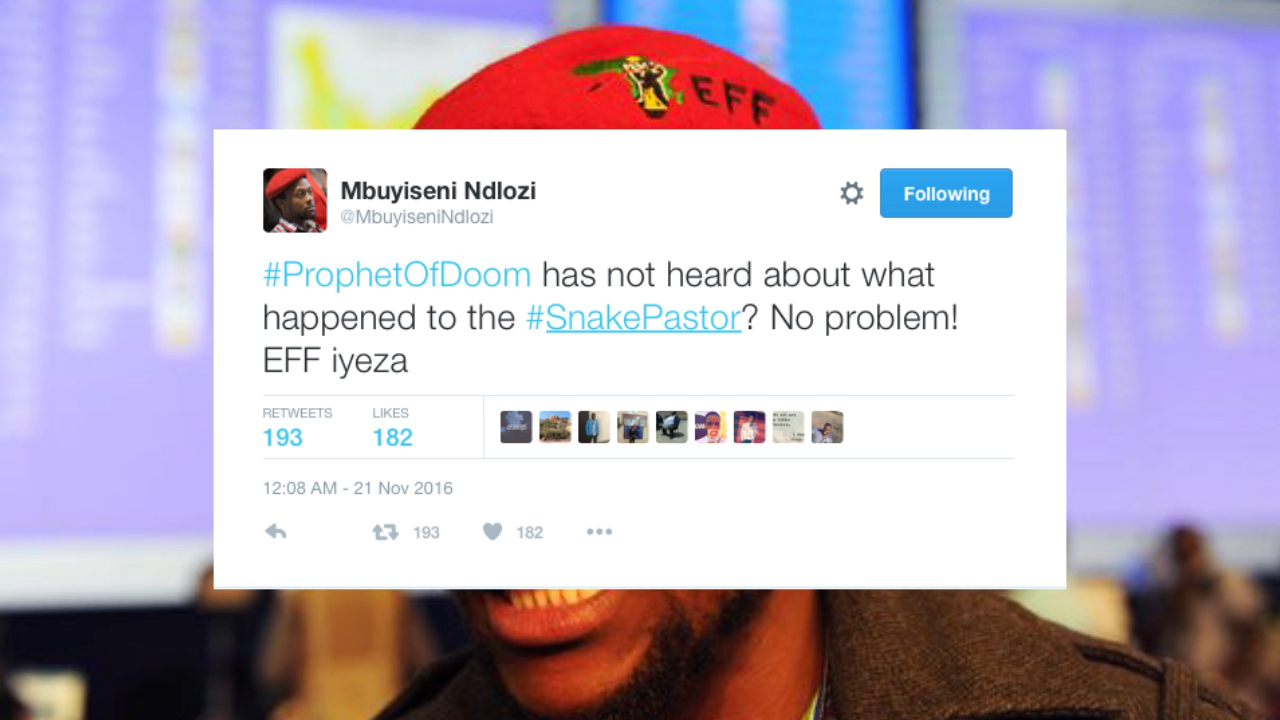 EFF
Mbuyiseni Ndlozi
@MbuyiseniNdlozi
Following
#ProphetOfDoom has not heard about what
happened to the #SnakePastor? No problem!
EFF iyeza
RETWEETS LIKES
193 182
12:08 AM - 21 Nov 2016
193 182